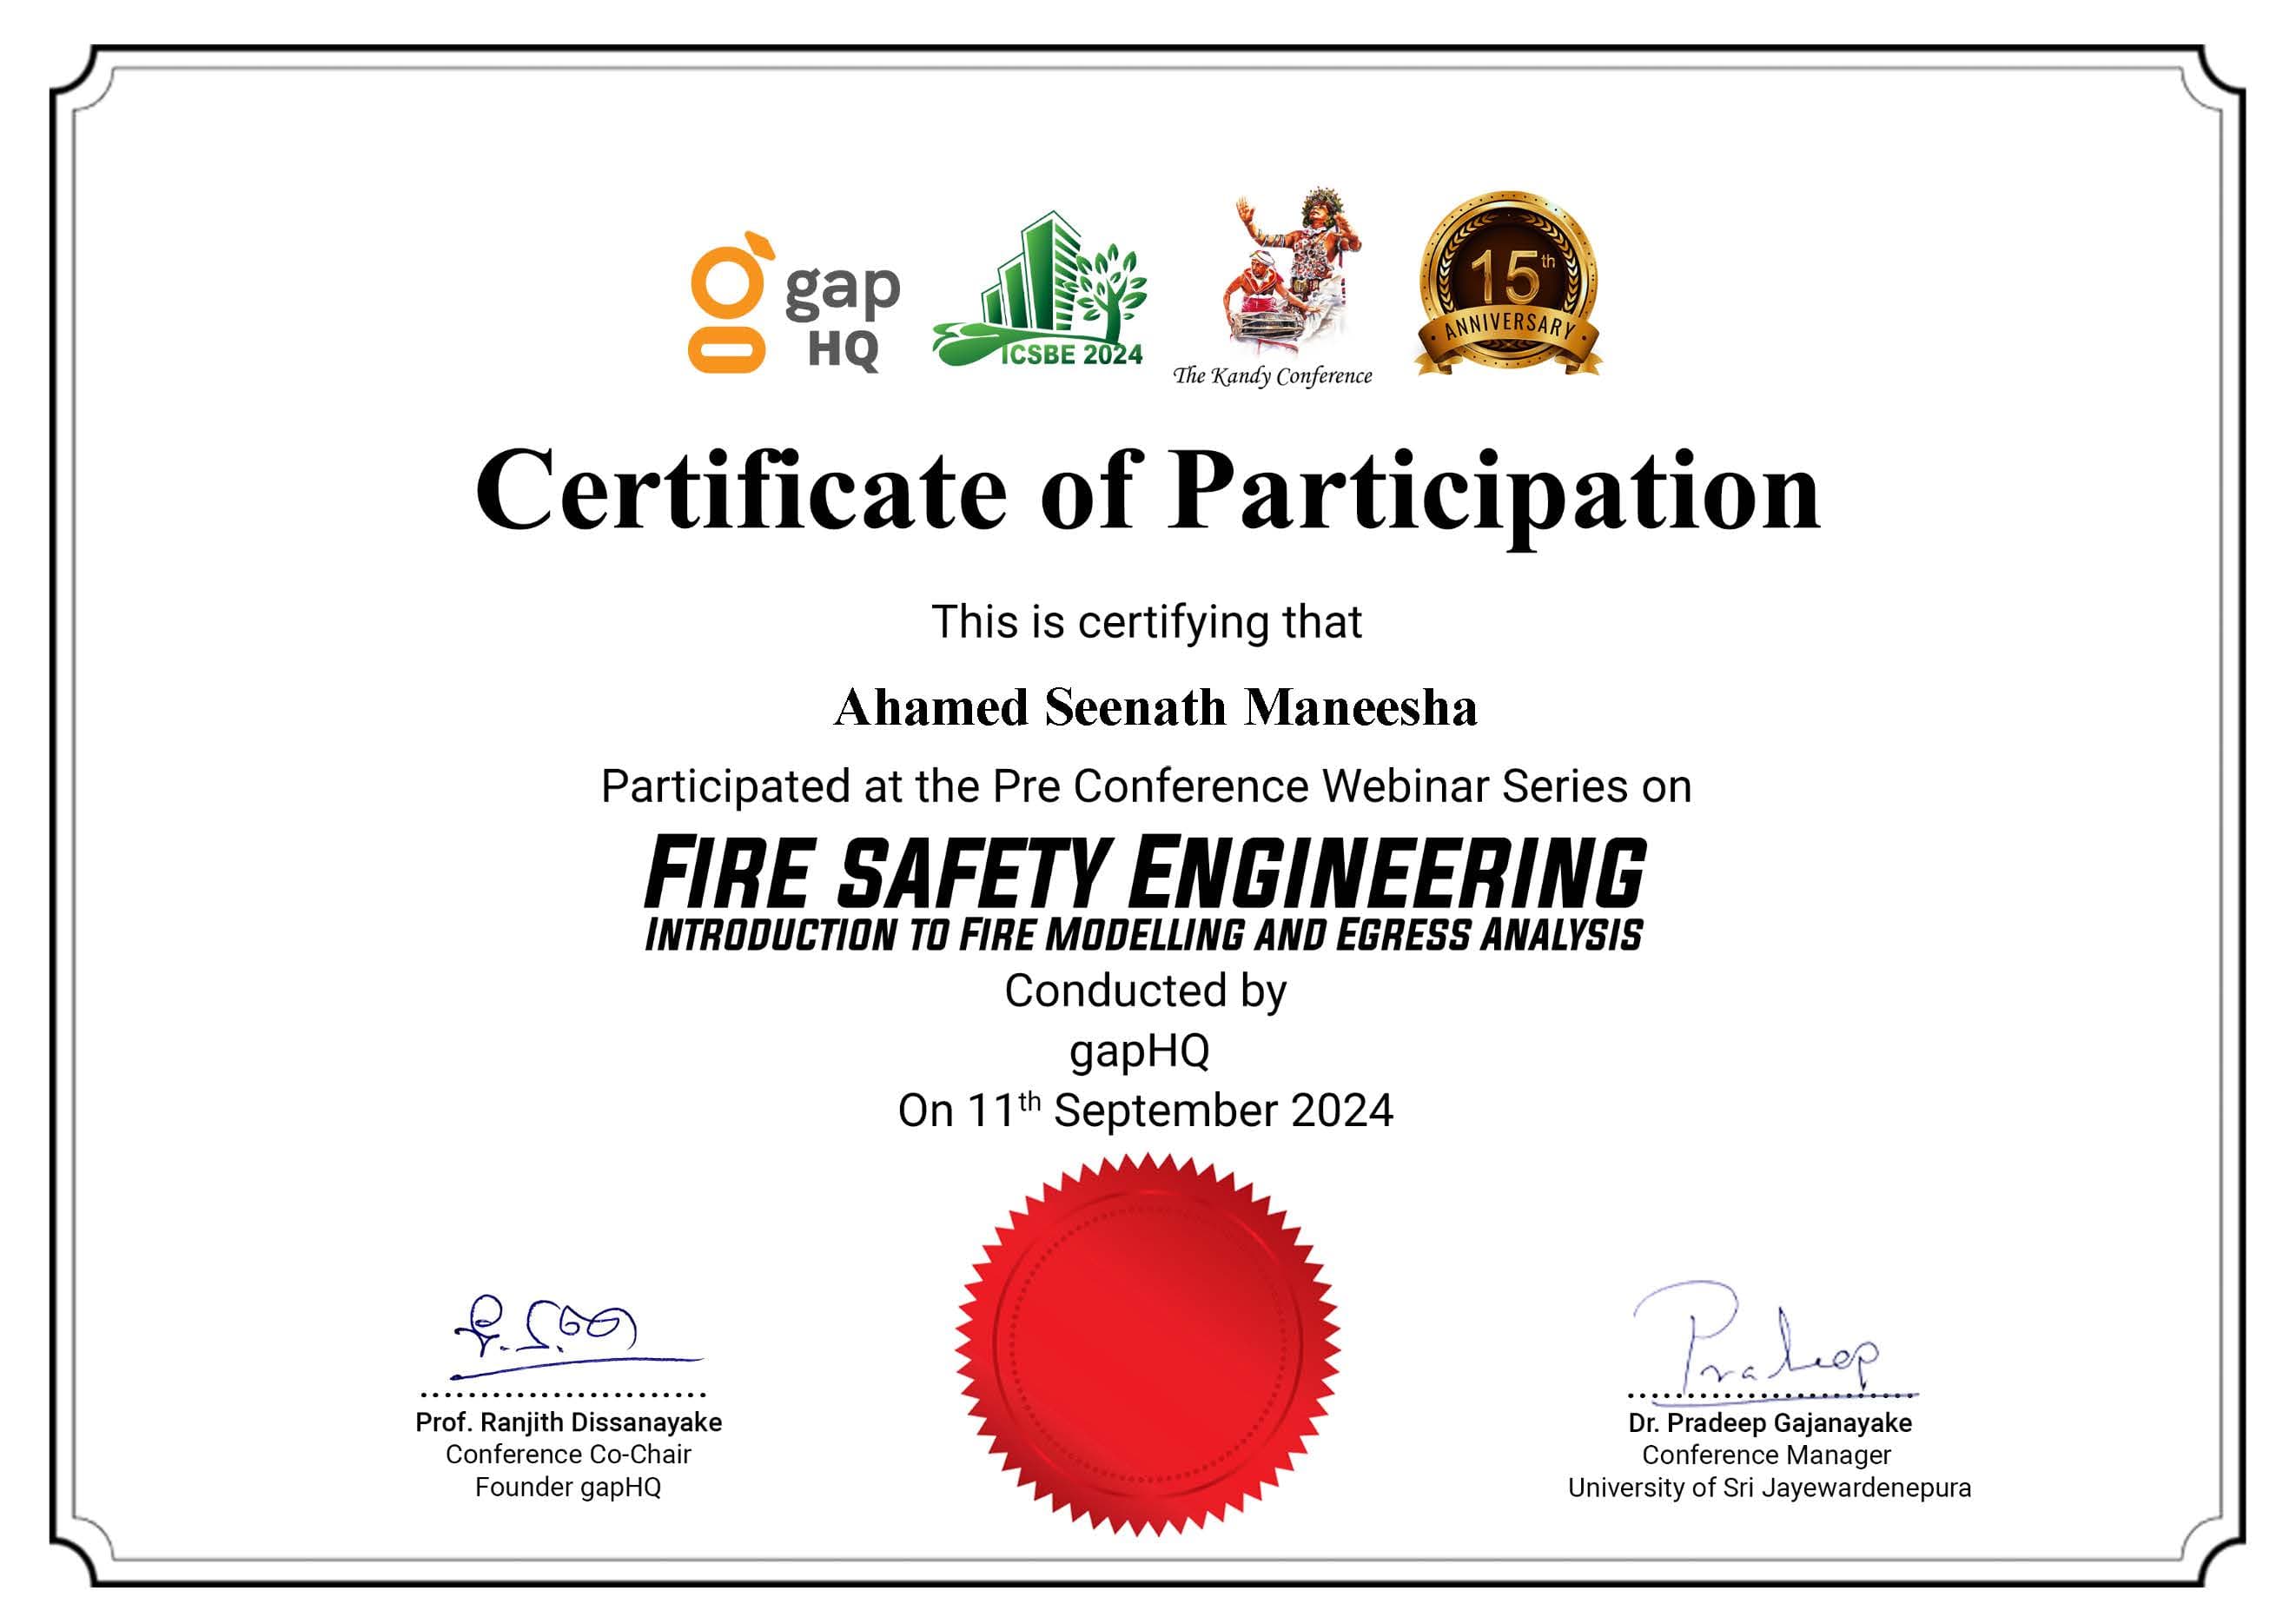 gap
HQ
ICSBE 2024
The Kandy Conference
15th
ANNIVERSARY
Certificate of Participation
This is certifying that
Ahamed Seenath Maneesha
Participated at the Pre Conference Webinar Series on
FIRE SAFETY ENGINEERING
INTRODUCTION TO FIRE MODELLING AND EGRESS ANALYSIS
Conducted by
gapHQ
On 11th September 2024
Pradeep
Prof. Ranjith Dissanayake
Conference Co-Chair
Founder gapHQ
Dr. Pradeep Gajanayake
Conference Manager
University of Sri Jayewardenepura